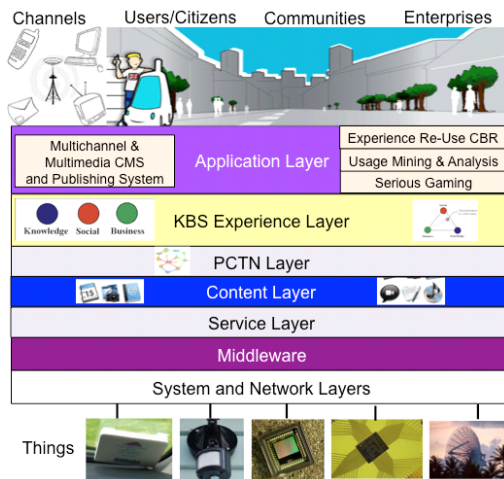 Channels Users/Citizens Communities Enterprises
Multichannel &
Multimedia CMS
and Publishing System
Application Layer
Experience Re-Use CBR
Usage Mining & Analysis
Serious Gaming
Knowledge Social Business
KBS Experience Layer
PCTN Layer
15
Content Layer
Service Layer
Middleware
System and Network Layers
Things